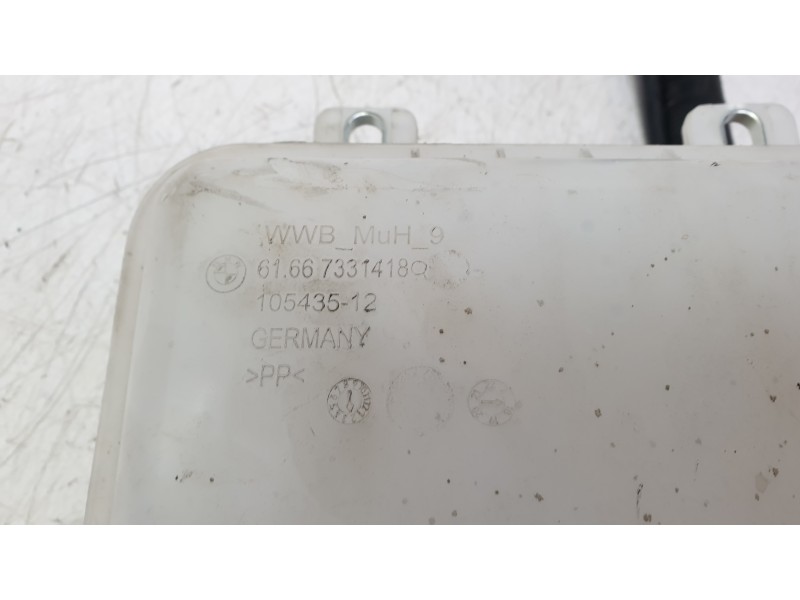 WWB_MuH_9
61.66 7331418
105435-12
GERMANY
>PP<